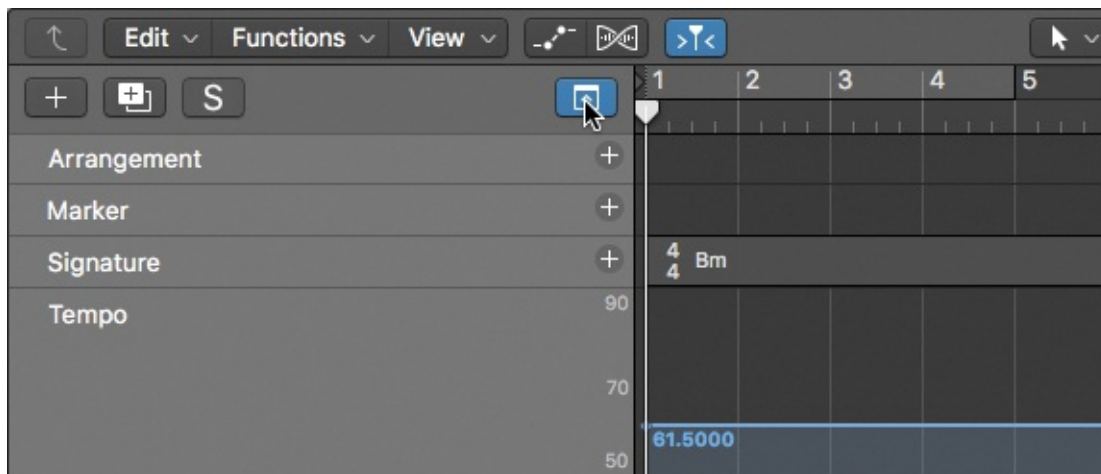 Edit Functions View
1 2 3 4 5
S
Arrangement
Marker
Signature 4 4 Bm
Tempo 90
70
61.5000
50